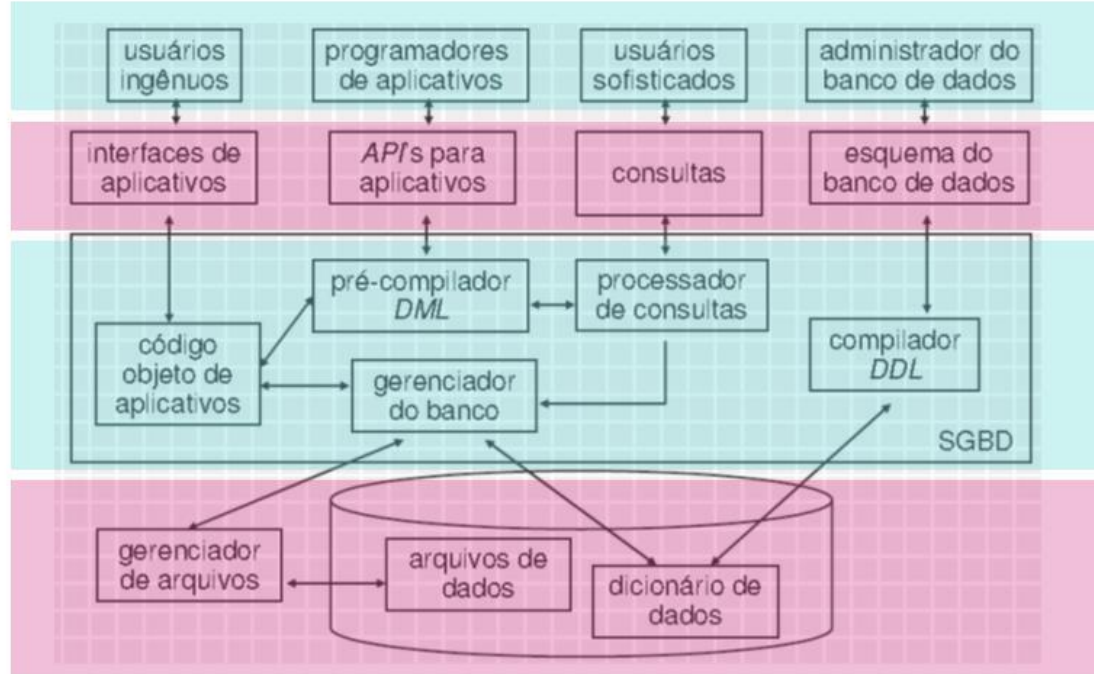 usuários
ingênuos
programadores
de aplicativos
usuários
sofisticados
administrador do
banco de dados
interfaces de
aplicativos
API's para
aplicativos
consultas
esquema do
banco de dados
pré-compilador
DML
processador
de consultas
código
objeto de
aplicativos
gerenciador
do banco
compilador
DDL
SGBD
gerenciador
de arquivos
arquivos de
dados
dicionário de
dados